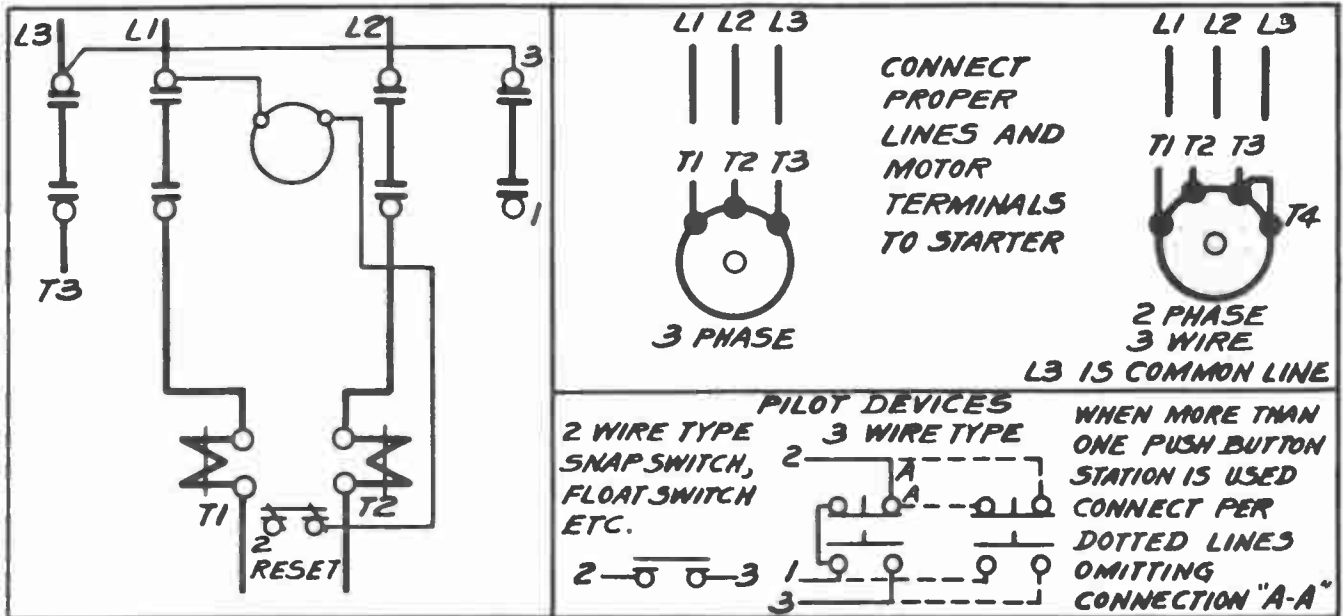 L3 L1 L2
3
1
T3
T1 T2
2
RESET
L1 L2 L3
T1 T2 T3
3 PHASE
CONNECT
PROPER
LINES AND
MOTOR
TERMINALS
TO STARTER
L1 L2 L3
T1 T2 T3
T4
2 PHASE
3 WIRE
L3 IS COMMON LINE
PILOT DEVICES
2 WIRE TYPE
SNAP SWITCH,
FLOAT SWITCH
ETC.
2 3
3 WIRE TYPE
2
A
A
1
3
WHEN MORE THAN
ONE PUSH BUTTON
STATION IS USED
CONNECT PER
DOTTED LINES
OMITTING
CONNECTION "A-A"